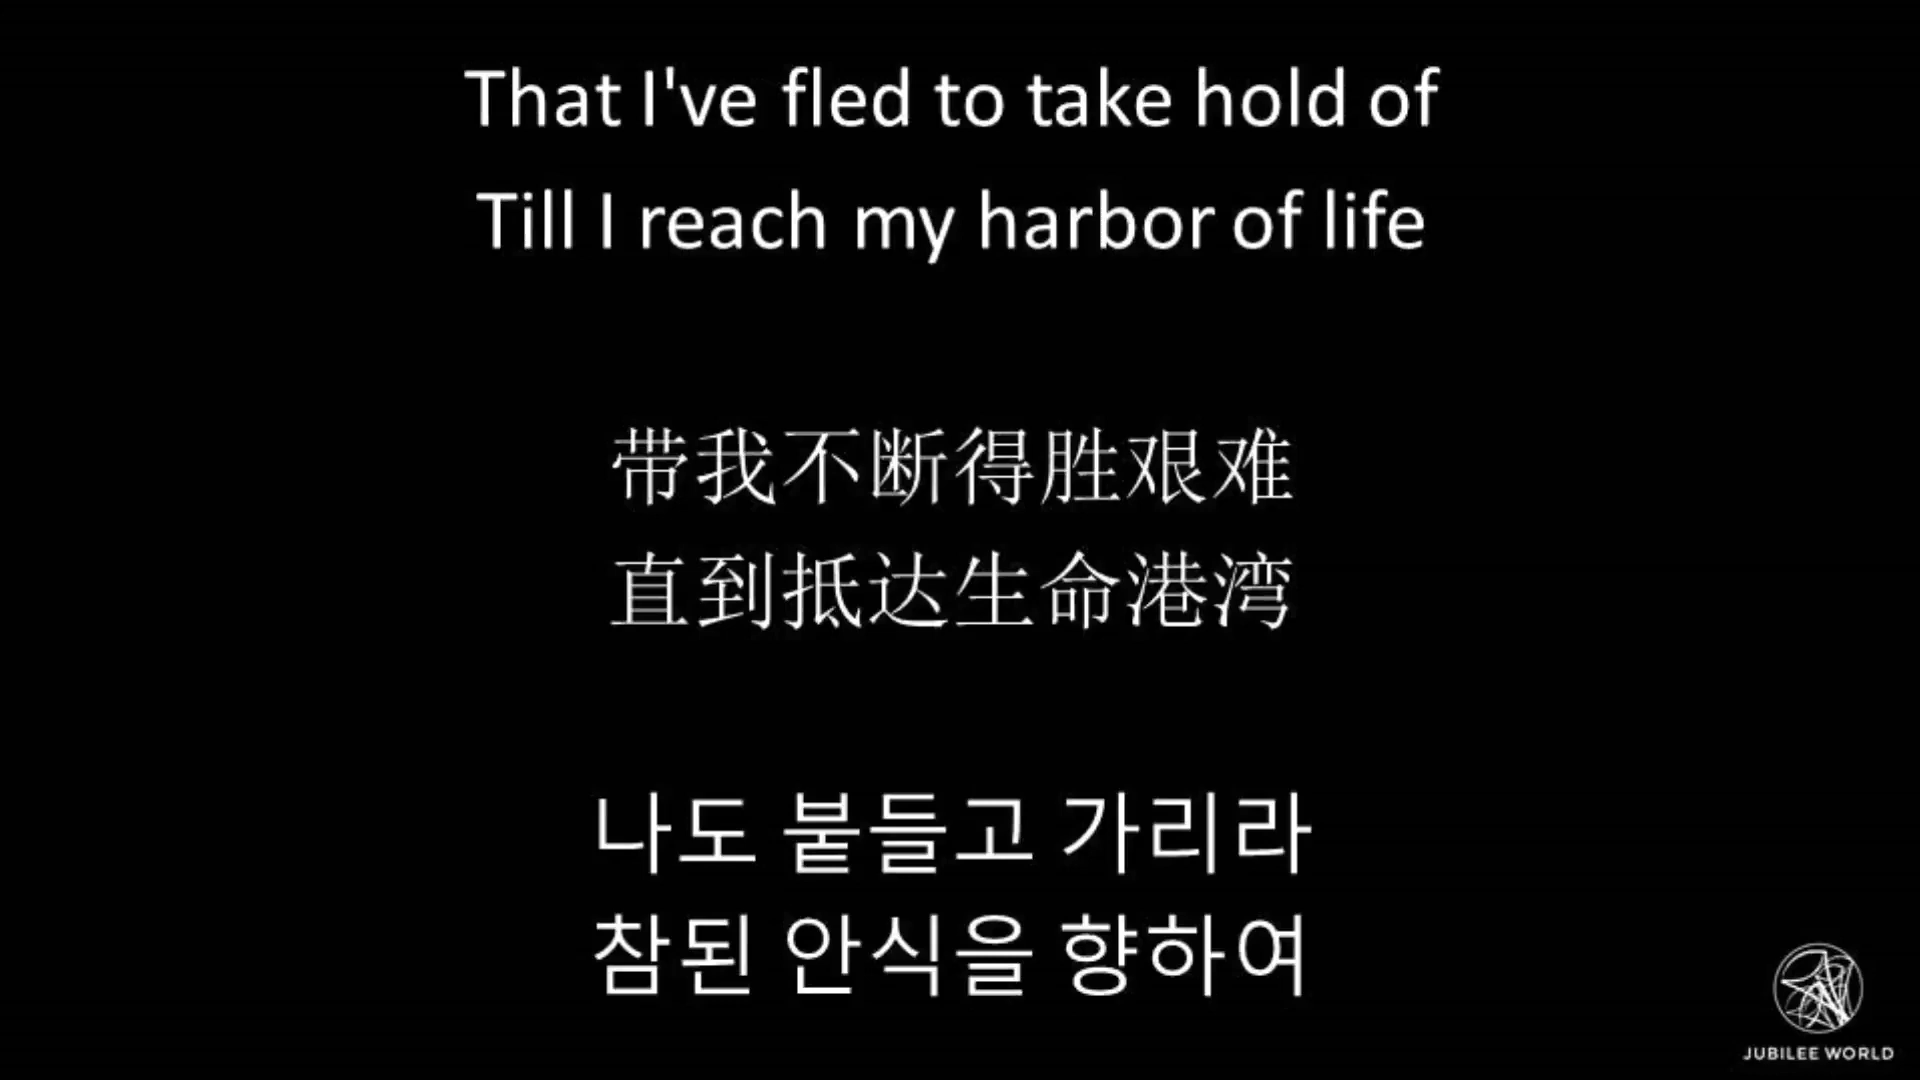 That I've fled to take hold of
Till I reach my harbor of life
带我不断得胜艰难
直到抵达生命港湾
나도 붙들고 가리라
참된 안식을 향하여
JUBILEE WORLD